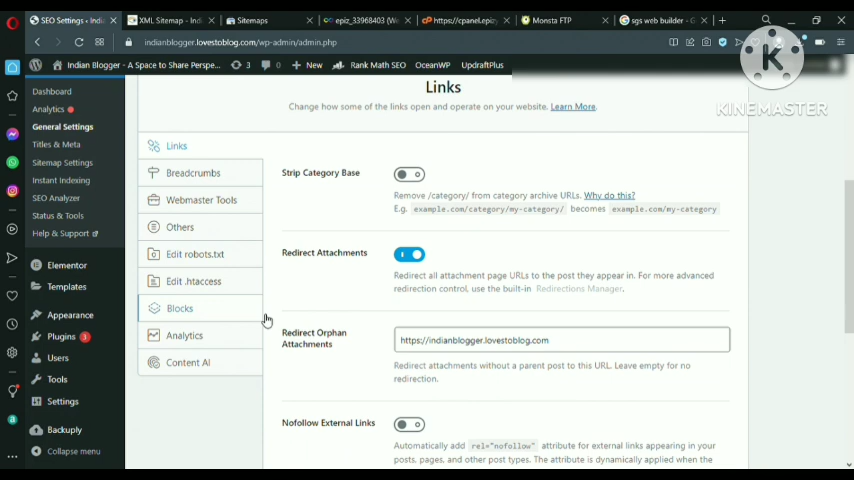 SEO Settings < Indian
XML Sitemap - Indi
Sitemaps
epiz_33968403 (We
https://cpanel.epiz
Monsta FTP
sgs web builder - G
indianblogger.lovestoblog.com/wp-admin/admin.php
Indian Blogger - A Space to Share Perspe...
3
0
New
Rank Math SEO
OceanWP
UpdraftPlus
K
KINEMASTER
Dashboard
Analytics
General Settings
Titles & Meta
Sitemap Settings
Instant Indexing
SEO Analyzer
Status & Tools
Help & Support
Elementor
Templates
Appearance
Plugins 3
Users
Tools
Settings
Backuply
Collapse menu
Links
Change how some of the links open and operate on your website. Learn More.
Links
Breadcrumbs
Webmaster Tools
Others
Edit robots.txt
Edit .htaccess
Blocks
Analytics
Content AI
Strip Category Base
Remove /category/ from category archive URLs. Why do this?
E.g. example.com/category/my-category/ becomes example.com/my-category
Redirect Attachments
Redirect all attachment page URLs to the post they appear in. For more advanced
redirection control, use the built-in Redirections Manager.
Redirect Orphan
Attachments
https://indianblogger.lovestoblog.com
Redirect attachments without a parent post to this URL. Leave empty for no
redirection.
Nofollow External Links
Automatically add rel="nofollow" attribute for external links appearing in your
posts, pages, and other post types. The attribute is dynamically applied when the